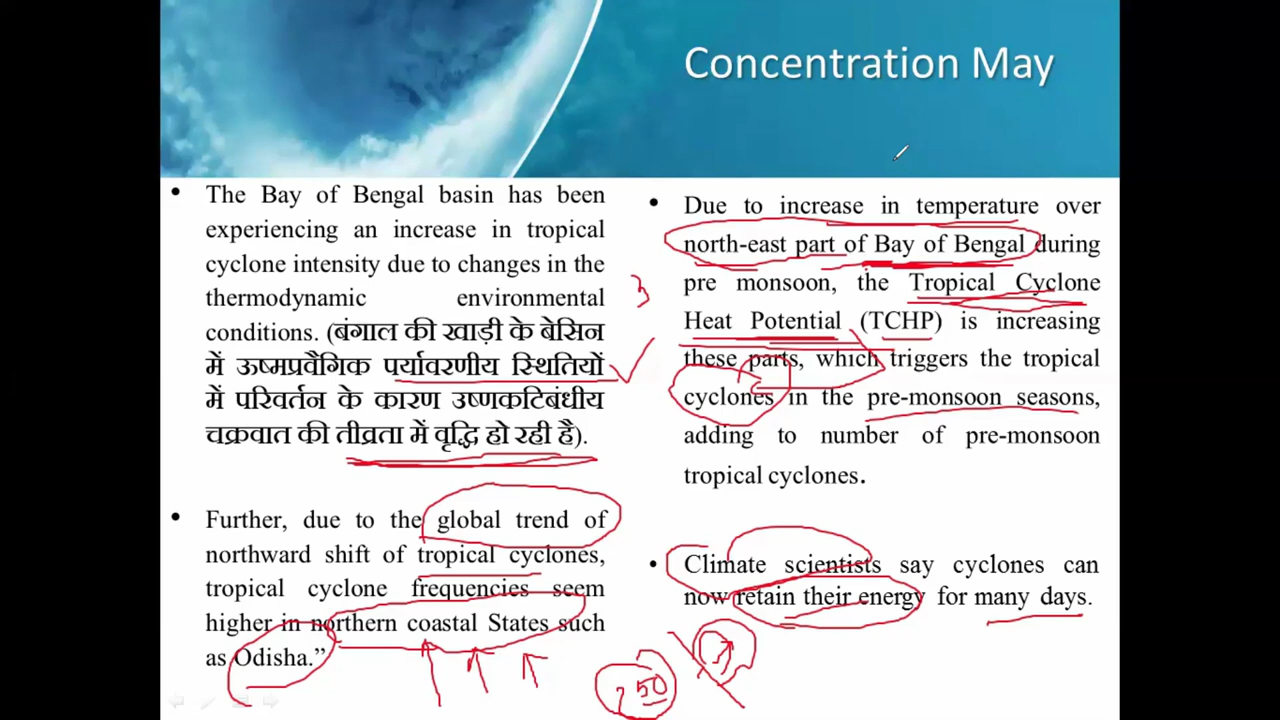 Concentration May
• The Bay of Bengal basin has been
experiencing an increase in tropical
cyclone intensity due to changes in the
thermodynamic environmental
conditions. (बंगाल की खाड़ी के बेसिन
में ऊष्मप्रवैगिक पर्यावरणीय स्थितियों
में परिवर्तन के कारण उष्णकटिबंधीय
चक्रवात की तीव्रता में वृद्धि हो रही है).
• Further, due to the global trend of
northward shift of tropical cyclones,
tropical cyclone frequencies seem
higher in northern coastal States such
as Odisha.”
• Due to increase in temperature over
north-east part of Bay of Bengal during
pre monsoon, the Tropical Cyclone
Heat Potential (TCHP) is increasing
these parts, which triggers the tropical
cyclones in the pre-monsoon seasons,
adding to number of pre-monsoon
tropical cyclones.
• Climate scientists say cyclones can
now retain their energy for many days.
3